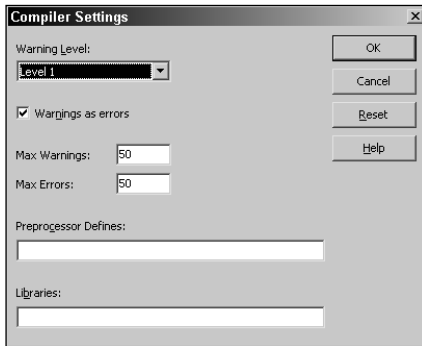 Compiler Settings
Warning Level:
Level 1
Warnings as errors
Max Warnings: 50
Max Errors: 50
Preprocessor Defines:
Libraries:
OK
Cancel
Reset
Help